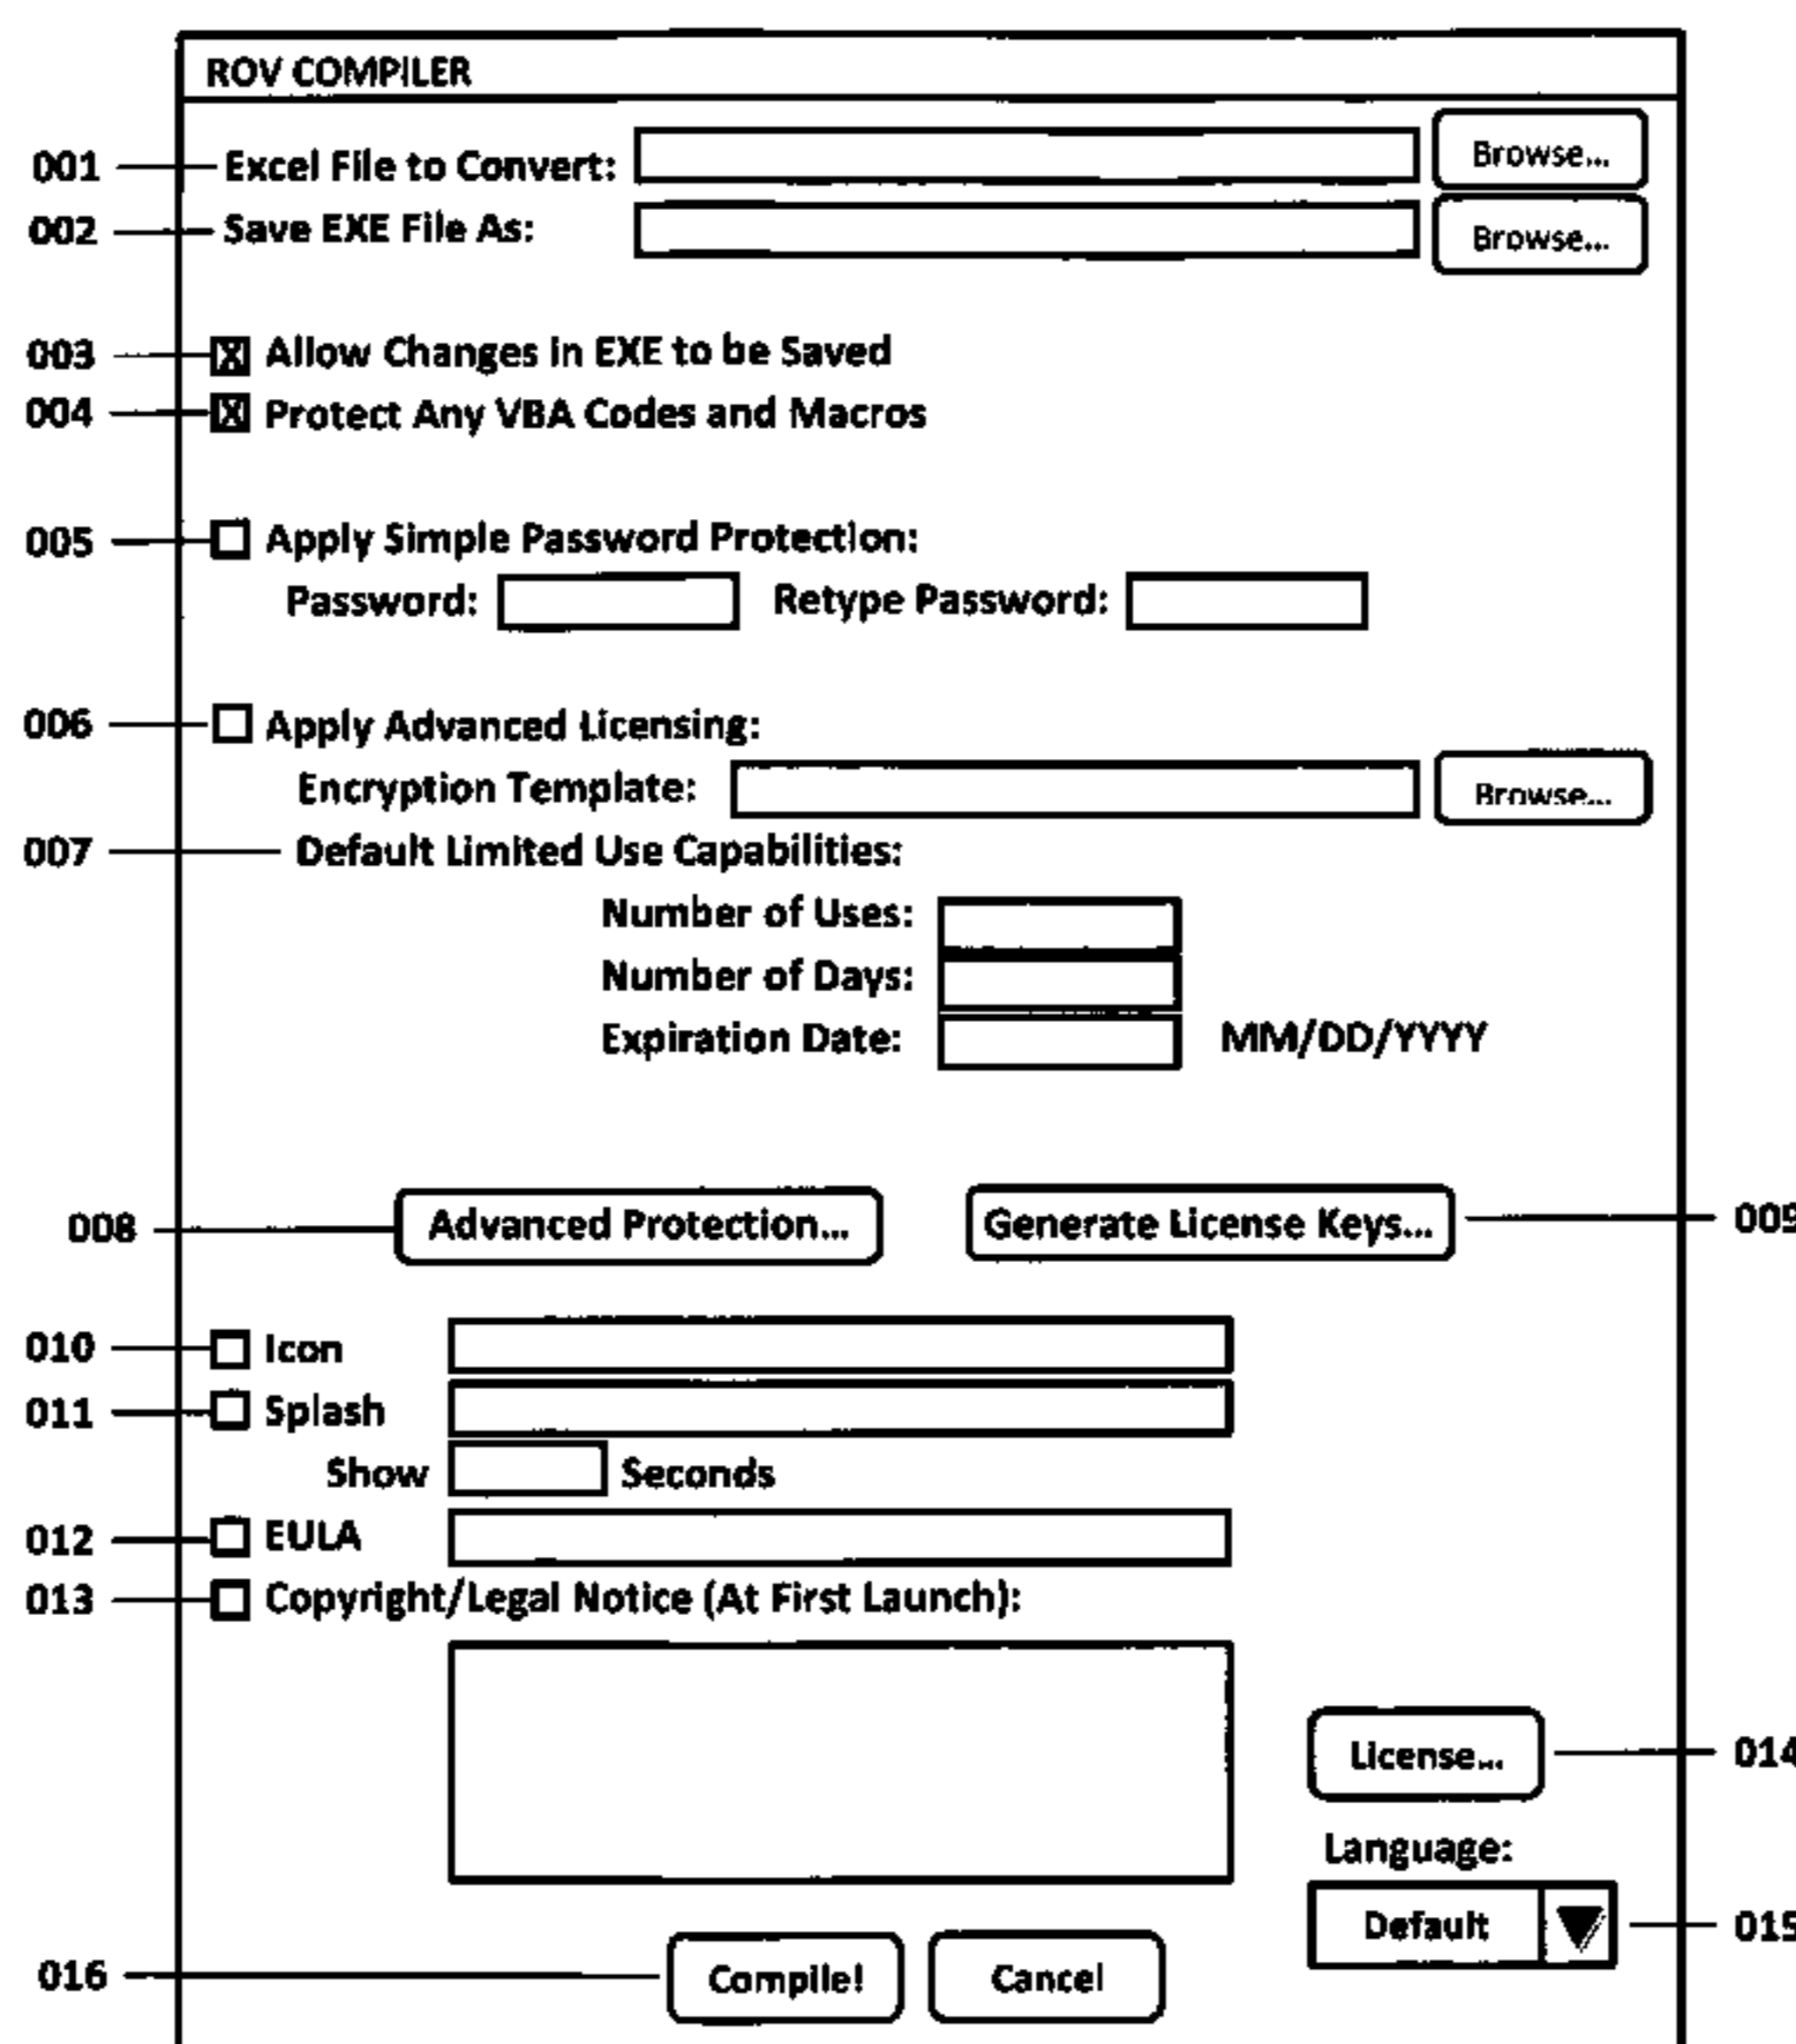 ROV COMPILER
001 Excel File to Convert: Browse...
002 Save EXE File As: Browse...
003 X Allow Changes in EXE to be Saved
004 X Protect Any VBA Codes and Macros
005 Apply Simple Password Protection:
Password: Retype Password:
006 Apply Advanced Licensing:
Encryption Template: Browse...
007 Default Limited Use Capabilities:
Number of Uses:
Number of Days:
Expiration Date: MM/DD/YYYY
008 Advanced Protection... Generate License Keys... 009
010 Icon
011 Splash
Show Seconds
012 EULA
013 Copyright/Legal Notice (At First Launch):
License... 014
Language:
Default 015
016 Compile! Cancel